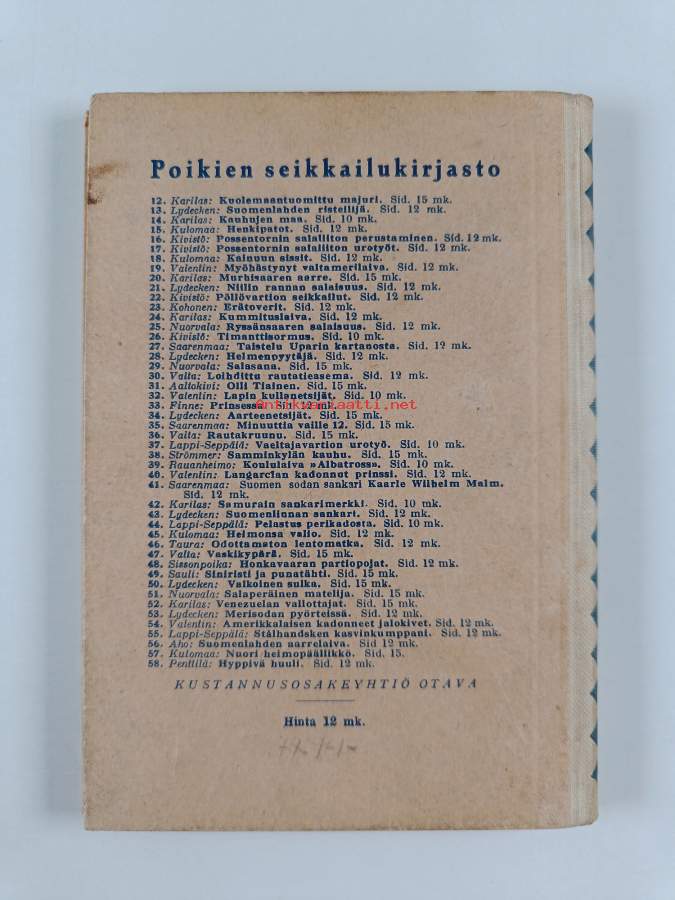 Poikien seikkailukirjasto
12. Karilas: Kuolemaantuomittu majuri. Sid. 15 mk.
13. Lydecken: Suomenlahden risteilijä. Sid. 12 mk.
14. Karilas: Kauhujen maa. Sid. 10 mk.
15. Kulomaa: Henkipatot. Sid. 12 mk.
16. Kivistö: Possentornin salaliiton perustaminen. Sid. 12 mk.
17. Kivistö: Possentornin salaliiton urotyöt. Sid. 12 mk.
18. Kulomaa: Kainuun sissit. Sid. 12 mk.
19. Valentin: Myöhästynyt valtamerilaiva. Sid. 12 mk.
20. Karilas: Murhisaaren aarre. Sid. 15 mk.
21. Lydecken: Niilin rannan salaisuus. Sid. 12 mk.
22. Kivistö: Pöllövartion seikkailut. Sid. 12 mk.
23. Kohonen: Erätoverit. Sid. 12 mk.
24. Karilas: Kummituslaiva. Sid. 12 mk.
25. Nuorvala: Ryssänsaaren salaisuus. Sid. 12 mk.
26. Kivistö: Timanttisormus. Sid. 10 mk.
27. Saarenmaa: Taistelu Uparin kartanosta. Sid. 12 mk.
28. Lydecken: Helmenpyytäjä. Sid. 12 mk.
29. Nuorvala: Salasana. Sid. 15 mk.
30. Valta: Loihdittu rautatieasema. Sid. 12 mk.
31. Aaltokivi: Olli Tiainen. Sid. 15 mk.
32. Valentin: Lapin kullanetsijät. Sid. 10 mk.
33. Finne: Prinsessa. Sid. 12 mk.
antikvariaatti.net
34. Lydecken: Aarteenetsijät. Sid. 12 mk.
35. Saarenmaa: Minuuttia vaille 12. Sid. 15 mk.
36. Valta: Rautakruunu. Sid. 15 mk.
37. Lappi-Seppälä: Vaeltajavartion urotyö. Sid. 10 mk.
38. Strömmer: Samminkylän kauhu. Sid. 15 mk.
39. Rauanheimo: Koululaiva »Albatross». Sid. 10 mk.
40. Valentin: Langarcian kadonnut prinssi. Sid. 12 mk.
41. Saarenmaa: Suomen sodan sankari Kaarle Wilhelm Malm.
Sid. 12 mk.
42. Karilas: Samurain sankarimerkki. Sid. 10 mk.
43. Lydecken: Suomenlinnan sankari. Sid. 12 mk.
44. Lappi-Seppälä: Pelastus perikadosta. Sid. 10 mk.
45. Kulomaa: Heimonsa valio. Sid. 12 mk.
46. Taura: Odottamaton lentomatka. Sid. 12 mk.
47. Valta: Vaskikypärä. Sid. 15 mk.
48. Sissonpoika: Honkavaaran partiopojat. Sid. 12 mk.
49. Sauli: Siniristi ja punatähti. Sid. 15 mk.
50. Lydecken: Valkoinen sulka. Sid. 15 mk.
51. Nuorvala: Salaperäinen matelija. Sid. 15 mk.
52. Karilas: Venezuelan valloittajat. Sid. 15 mk.
53. Lydecken: Merisodan pyörteissä. Sid. 12 mk.
54. Valentin: Amerikkalaisen kadonneet jalokivet. Sid. 12 mk.
55. Lappi-Seppälä: Stålhandsken kasvinkumppani. Sid. 12 mk.
56. Aho: Suomenlahden aarrelaiva. Sid. 12 mk.
57. Kulomaa: Nuori heimopäällikkö. Sid. 15.
58. Penttilä: Hyppivä huuli. Sid. 12 mk.
KUSTANNUSOSAKEYHTIÖ OTAVA
Hinta 12 mk.